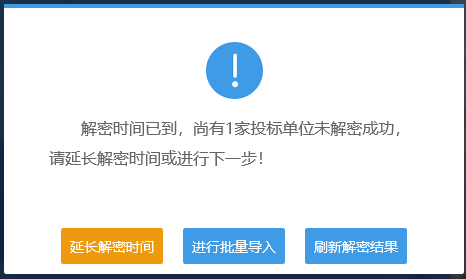 解密时间已到，尚有1家投标单位未解密成功，
请延长解密时间或进行下一步！
延长解密时间 进行批量导入 刷新解密结果